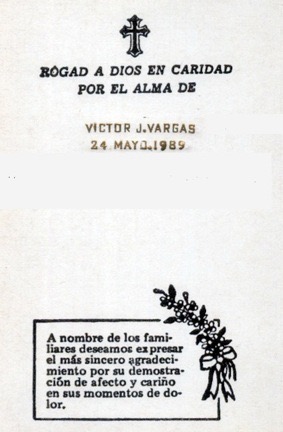 RÓGAD A DIOS EN CARIDAD
POR EL ALMA DE
VICTOR J.VARGAS
24 MAYO.1989
A nombre de los fami-
liares deseamos expresar
el más sincero agradeci-
miento por su demostra-
ción de afecto y cariño
en sus momentos de do-
lor.